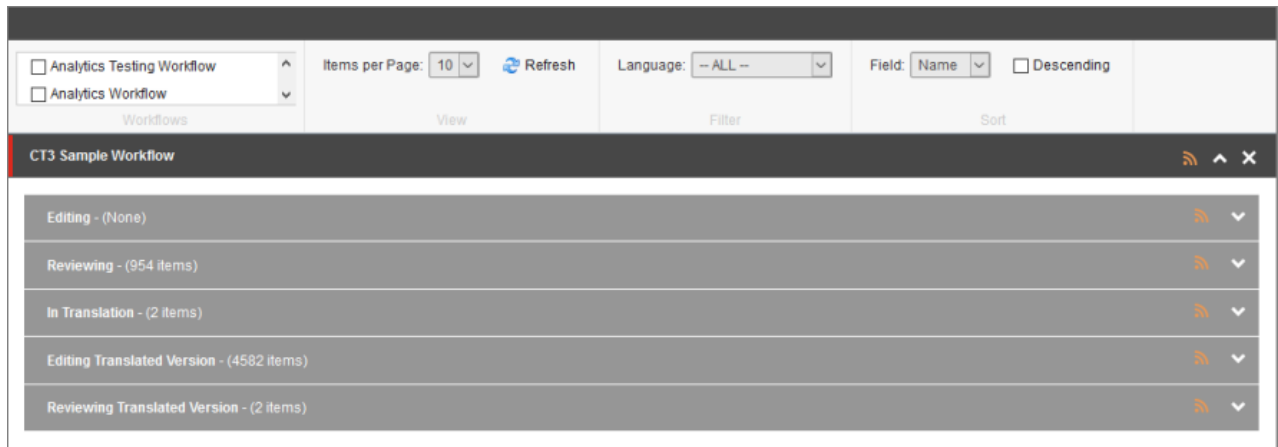 Analytics Testing Workflow
Analytics Workflow
Workflows
Items per Page: 10 Refresh
View
Language: -- ALL --
Filter
Field: Name Descending
Sort
CT3 Sample Workflow
Editing - (None)
Reviewing - (954 items)
In Translation - (2 items)
Editing Translated Version - (4582 items)
Reviewing Translated Version - (2 items)